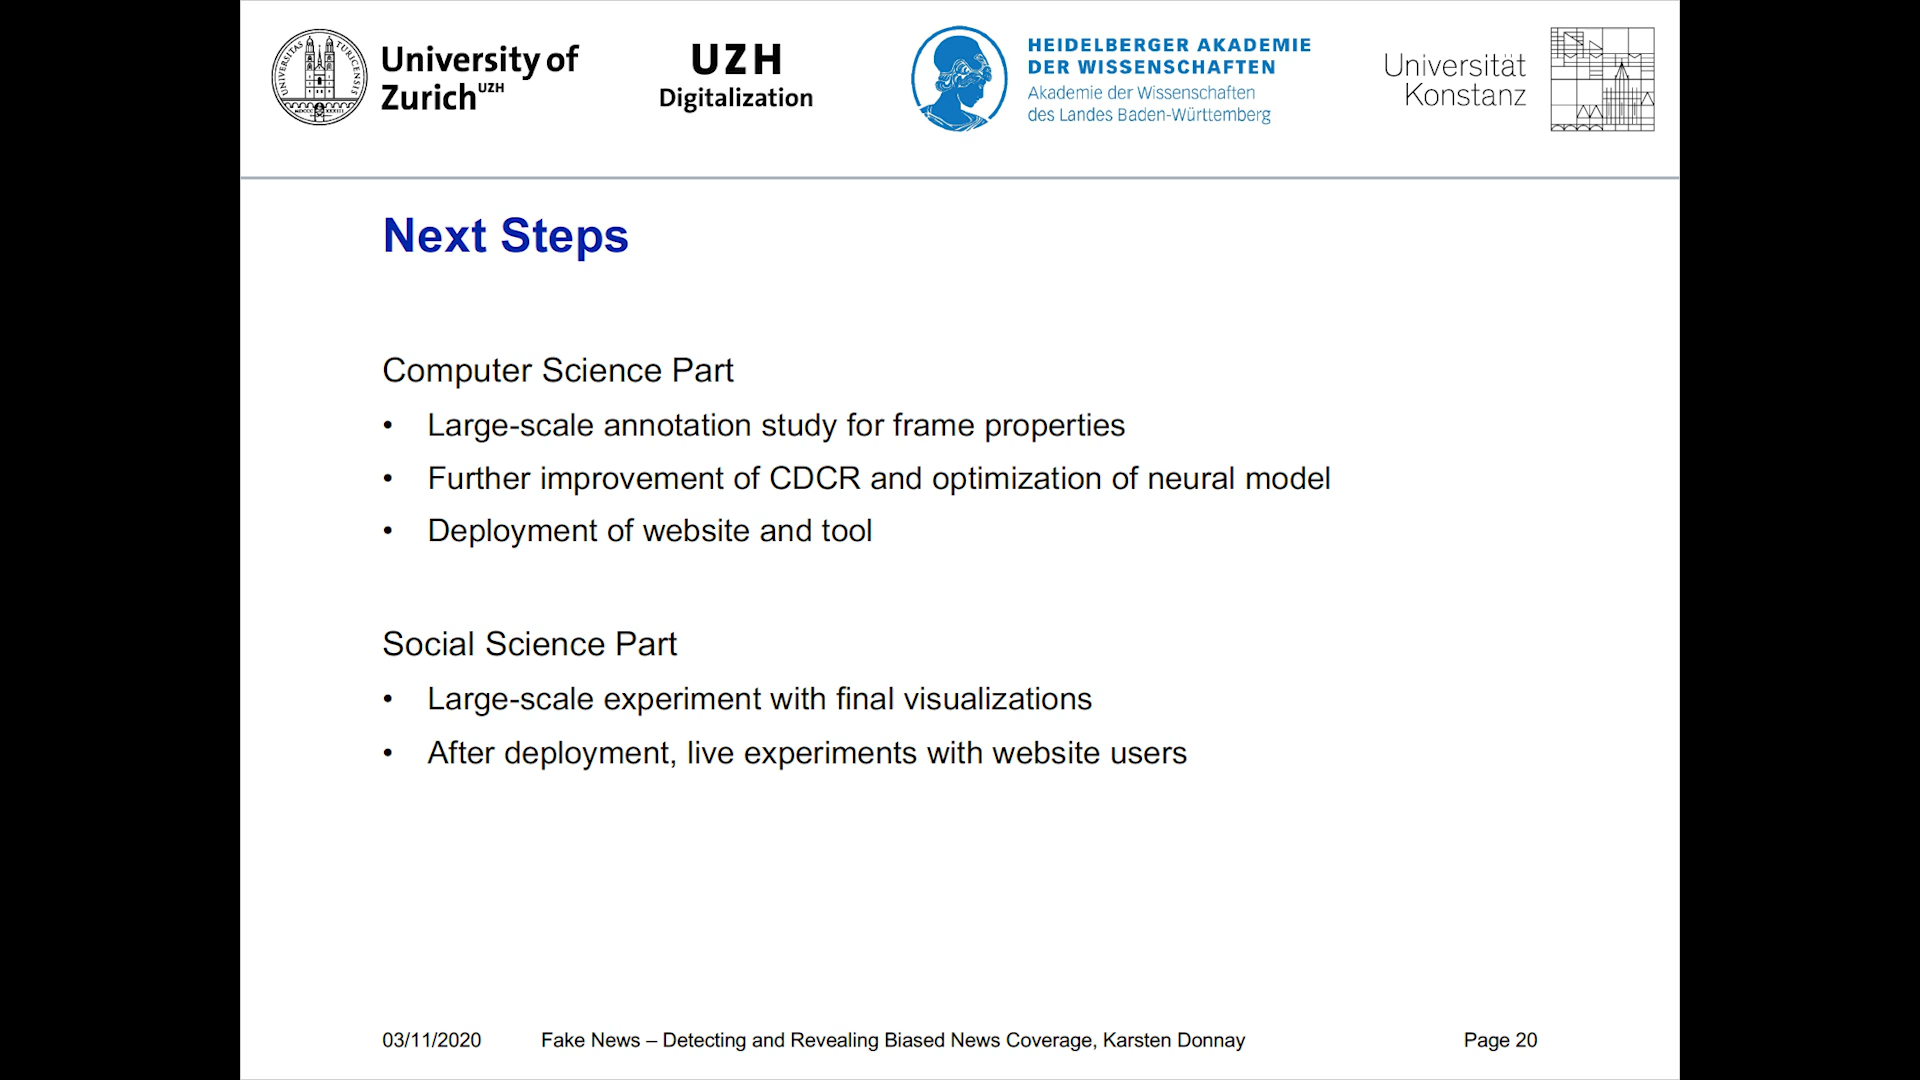 University of
Zurich UZH
UZH
Digitalization
HEIDELBERGER AKADEMIE
DER WISSENSCHAFTEN
Akademie der Wissenschaften
des Landes Baden-Württemberg
Universität
Konstanz
Next Steps
Computer Science Part
• Large-scale annotation study for frame properties
• Further improvement of CDCR and optimization of neural model
• Deployment of website and tool
Social Science Part
• Large-scale experiment with final visualizations
• After deployment, live experiments with website users
03/11/2020 Fake News – Detecting and Revealing Biased News Coverage, Karsten Donnay Page 20